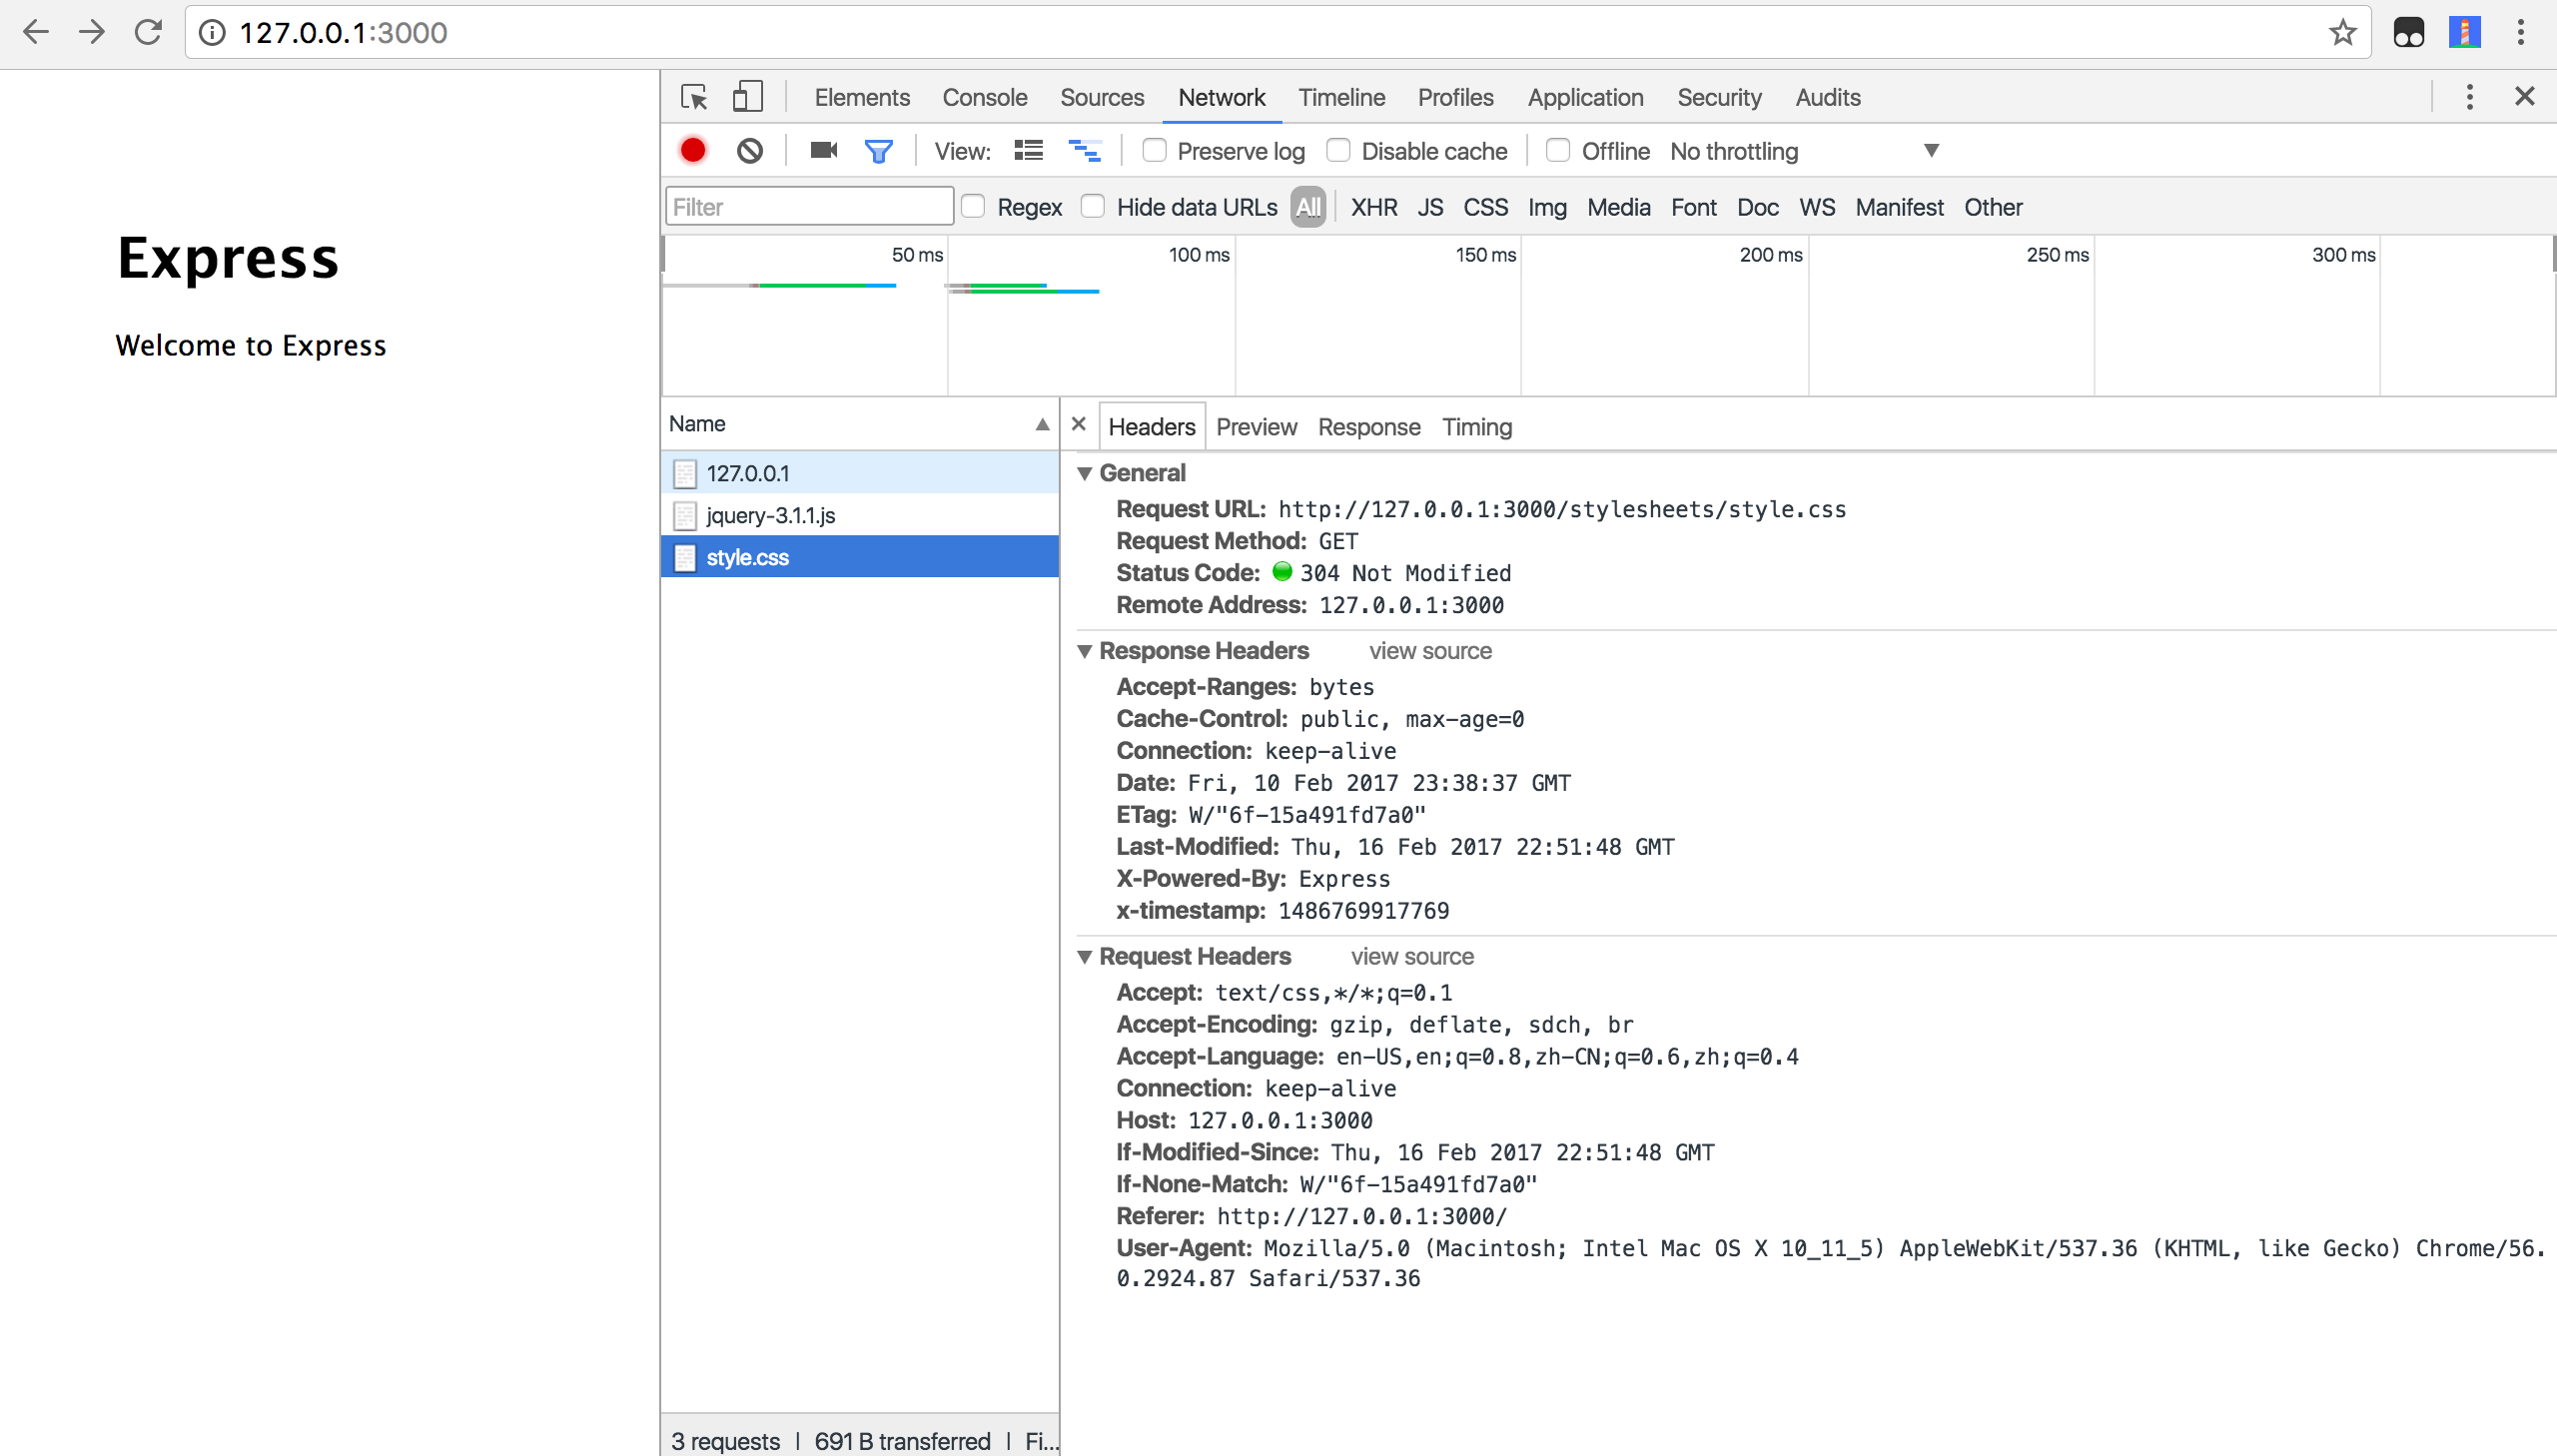 127.0.0.1:3000
Elements Console Sources Network Timeline Profiles Application Security Audits
View: Preserve log Disable cache Offline No throttling
Filter Regex Hide data URLs All XHR JS CSS Img Media Font Doc WS Manifest Other
50 ms 100 ms 150 ms 200 ms 250 ms 300 ms
Express
Welcome to Express
Name
127.0.0.1
jquery-3.1.1.js
style.css
3 requests | 691 B transferred | Fi...
Headers Preview Response Timing
General
Request URL: http://127.0.0.1:3000/stylesheets/style.css
Request Method: GET
Status Code: 304 Not Modified
Remote Address: 127.0.0.1:3000
Response Headers view source
Accept-Ranges: bytes
Cache-Control: public, max-age=0
Connection: keep-alive
Date: Fri, 10 Feb 2017 23:38:37 GMT
ETag: W/"6f-15a491fd7a0"
Last-Modified: Thu, 16 Feb 2017 22:51:48 GMT
X-Powered-By: Express
x-timestamp: 1486769917769
Request Headers view source
Accept: text/css,*/*;q=0.1
Accept-Encoding: gzip, deflate, sdch, br
Accept-Language: en-US,en;q=0.8,zh-CN;q=0.6,zh;q=0.4
Connection: keep-alive
Host: 127.0.0.1:3000
If-Modified-Since: Thu, 16 Feb 2017 22:51:48 GMT
If-None-Match: W/"6f-15a491fd7a0"
Referer: http://127.0.0.1:3000/
User-Agent: Mozilla/5.0 (Macintosh; Intel Mac OS X 10_11_5) AppleWebKit/537.36 (KHTML, like Gecko) Chrome/56.
0.2924.87 Safari/537.36